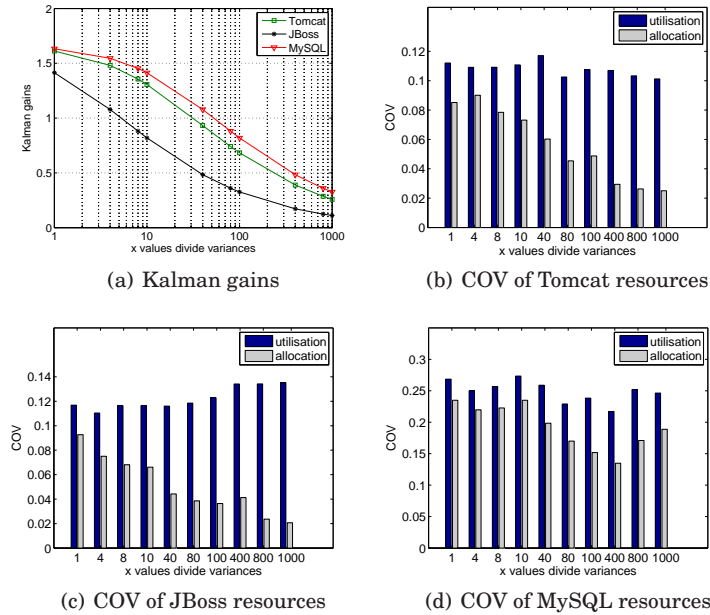 2
1.5
1
0.5
0
Kalman gains
Tomcat
JBoss
MySQL
1
10
100
1000
x values divide variances
(a) Kalman gains
0.12
0.1
0.08
0.06
0.04
0.02
0
COV
utilisation
allocation
1 4 8 10 40 80 100 400 800 1000
x values divide variances
(b) COV of Tomcat resources
0.14
0.12
0.1
0.08
0.06
0.04
0.02
0
COV
utilisation
allocation
1 4 8 10 40 80 100 400 800 1000
x values divide variances
(c) COV of JBoss resources
0.3
0.25
0.2
0.15
0.1
0.05
0
COV
utilisation
allocation
1 4 8 10 40 80 100 400 800 1000
x values divide variances
(d) COV of MySQL resources